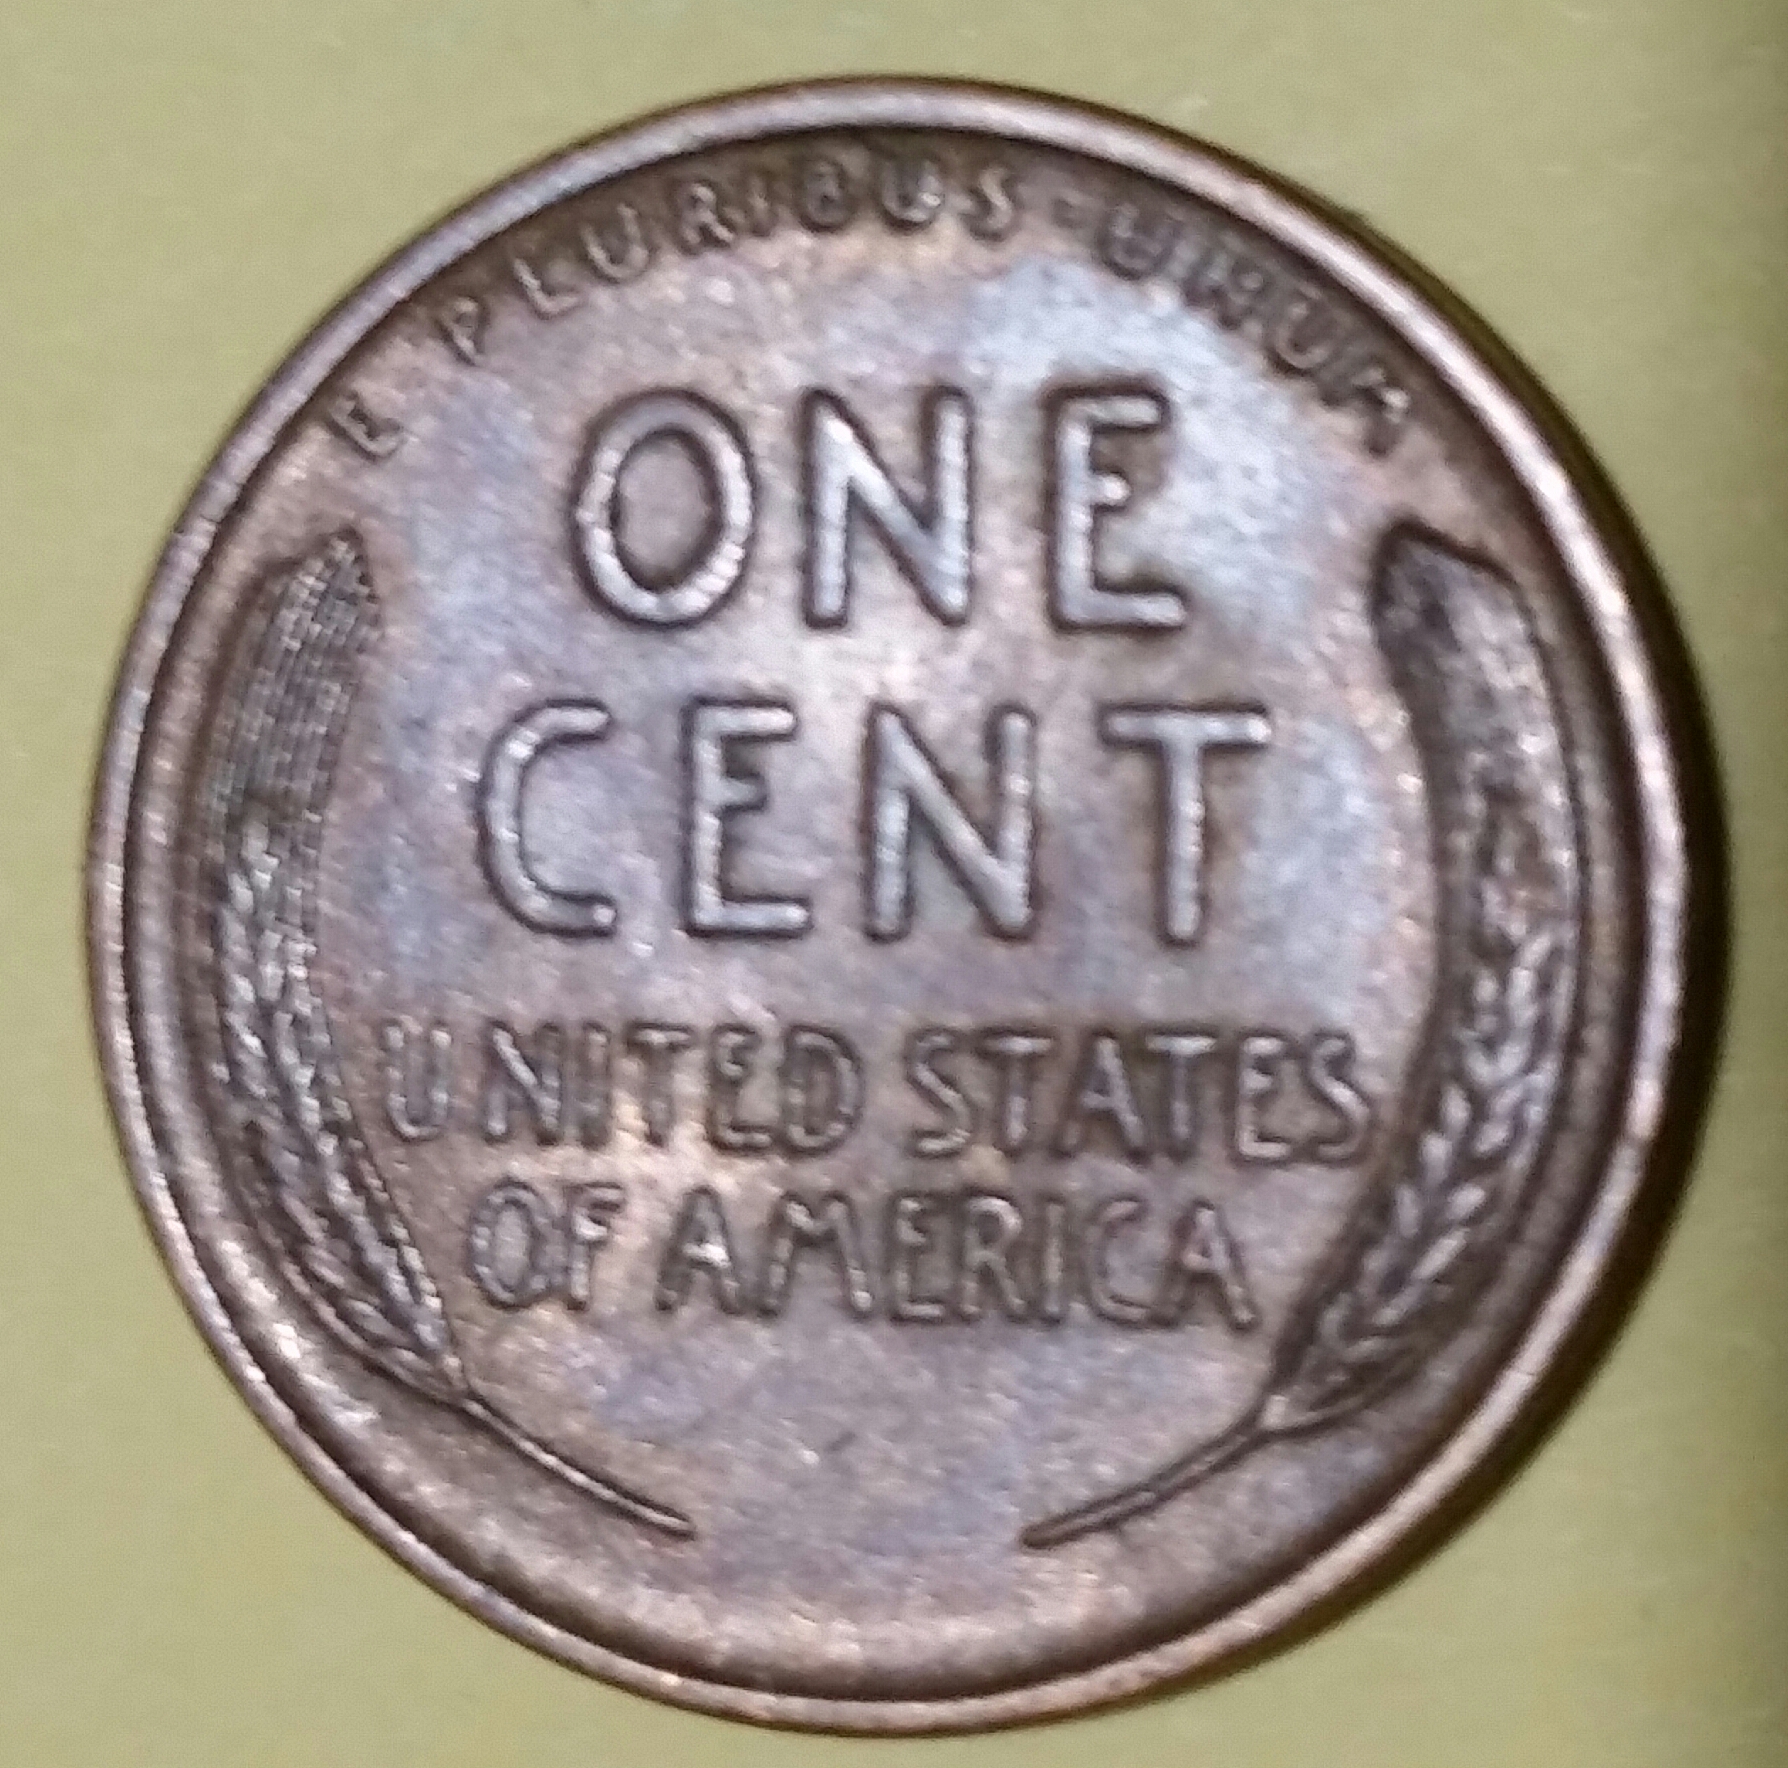 E PLURIBUS · UNUM
ONE
CENT
UNITED STATES
OF AMERICA